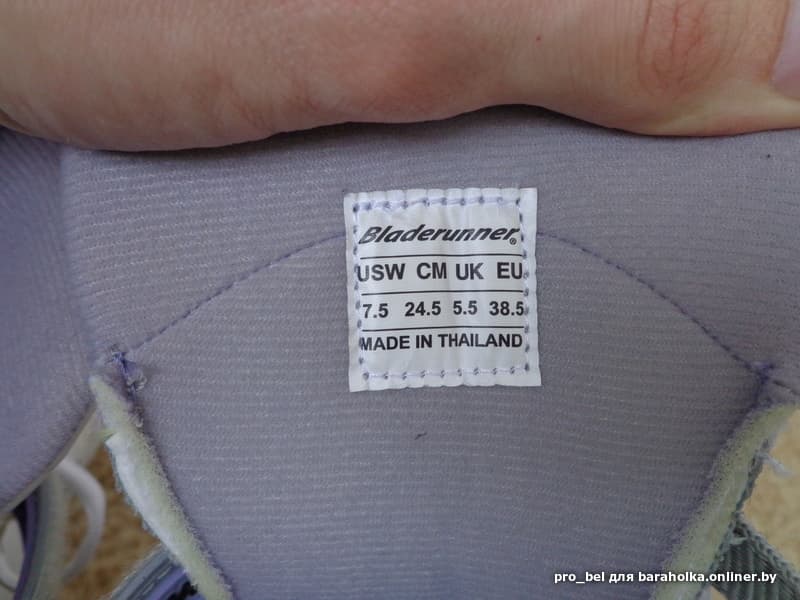 Bladerunner®
USW CM UK EU
7.5 24.5 5.5 38.5
MADE IN THAILAND
pro_bel для baraholka.onliner.by